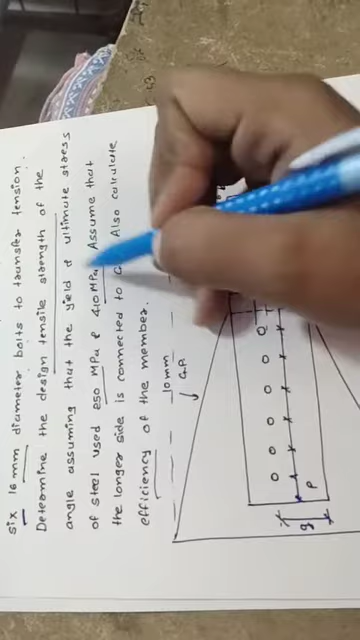 six 16 mm diameter bolts to transfer tension.
Determine the design tensile strength of the
angle assuming that the yield & ultimate stress
of steel used 250 MPa & 410 MPa Assume that
the longer side is connected to Also calculate
efficiency of the member.
10mm
G.P
P
g